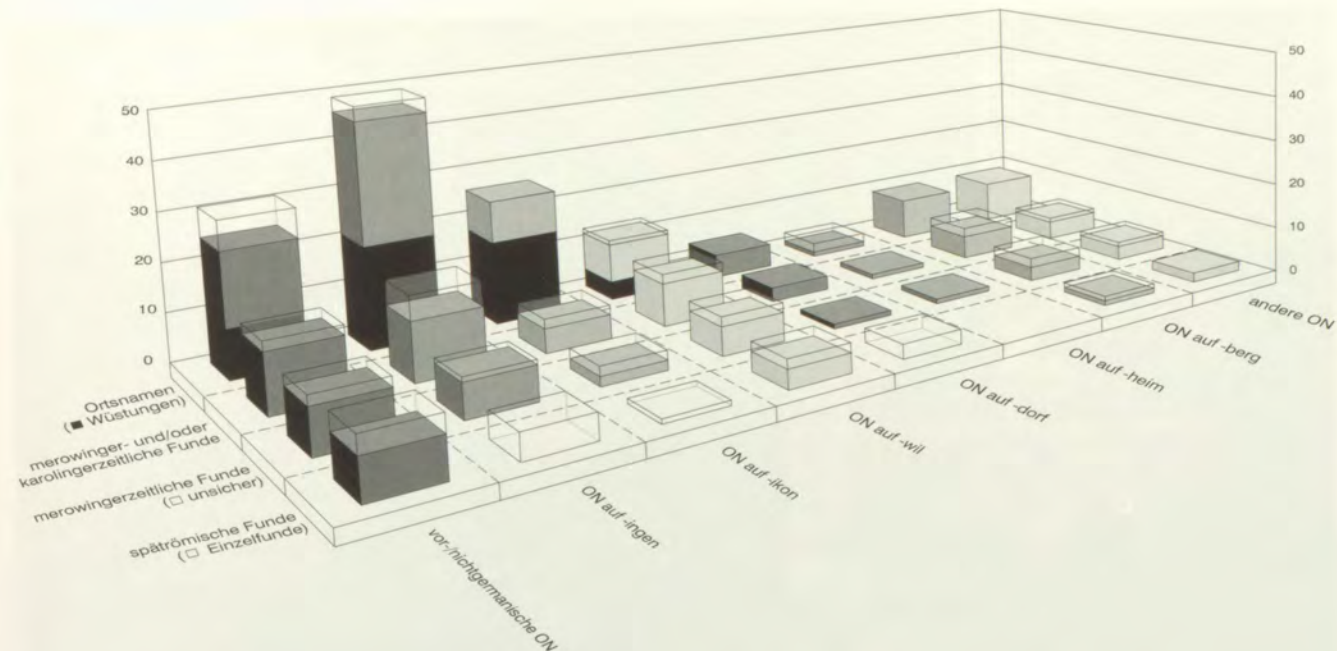 50
40
30
20
10
0
50
40
30
20
10
0
Ortsnamen
(■ Wüstungen)
merowinger- und/oder
karolingerzeitliche Funde
merowingerzeitliche Funde
(□ unsicher)
spätrömische Funde
(□ Einzelfunde)
vor-/nichtgermanische ON
ON auf -ingen
ON auf -ikon
ON auf -wil
ON auf -dorf
ON auf -heim
ON auf -berg
andere ON